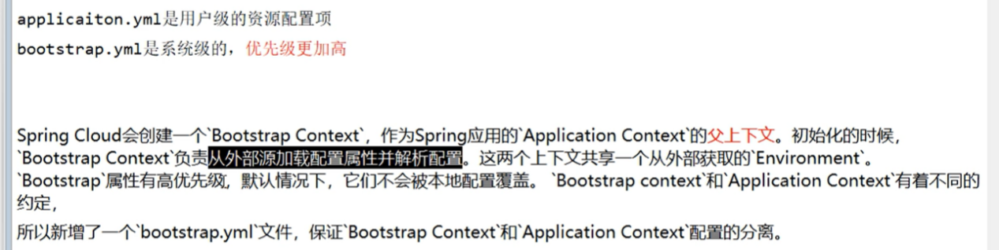 applicaiton.yml是用户级的资源配置项
bootstrap.yml是系统级的，优先级更加高
Spring Cloud会创建一个`Bootstrap Context`，作为Spring应用的`Application Context`的父上下文。初始化的时候，
`Bootstrap Context`负责从外部源加载配置属性并解析配置。这两个上下文共享一个从外部获取的`Environment`。
`Bootstrap`属性有高优先级，默认情况下，它们不会被本地配置覆盖。 `Bootstrap context`和`Application Context`有着不同的
约定，
所以新增了一个`bootstrap.yml`文件，保证`Bootstrap Context`和`Application Context`配置的分离。